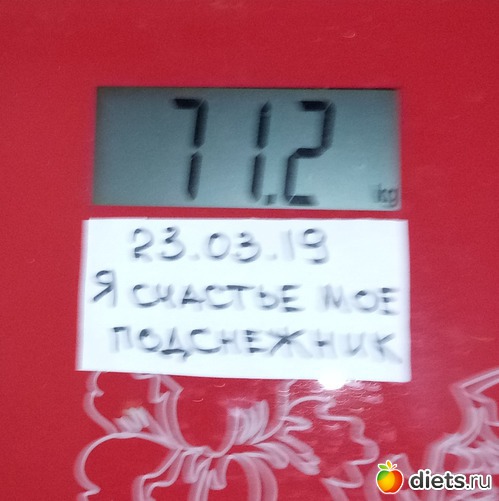 71.2
kg
23.03.19
Я СЧАСТЬЕ МОЕ
ПОДСНЕЖНИК
diets.ru